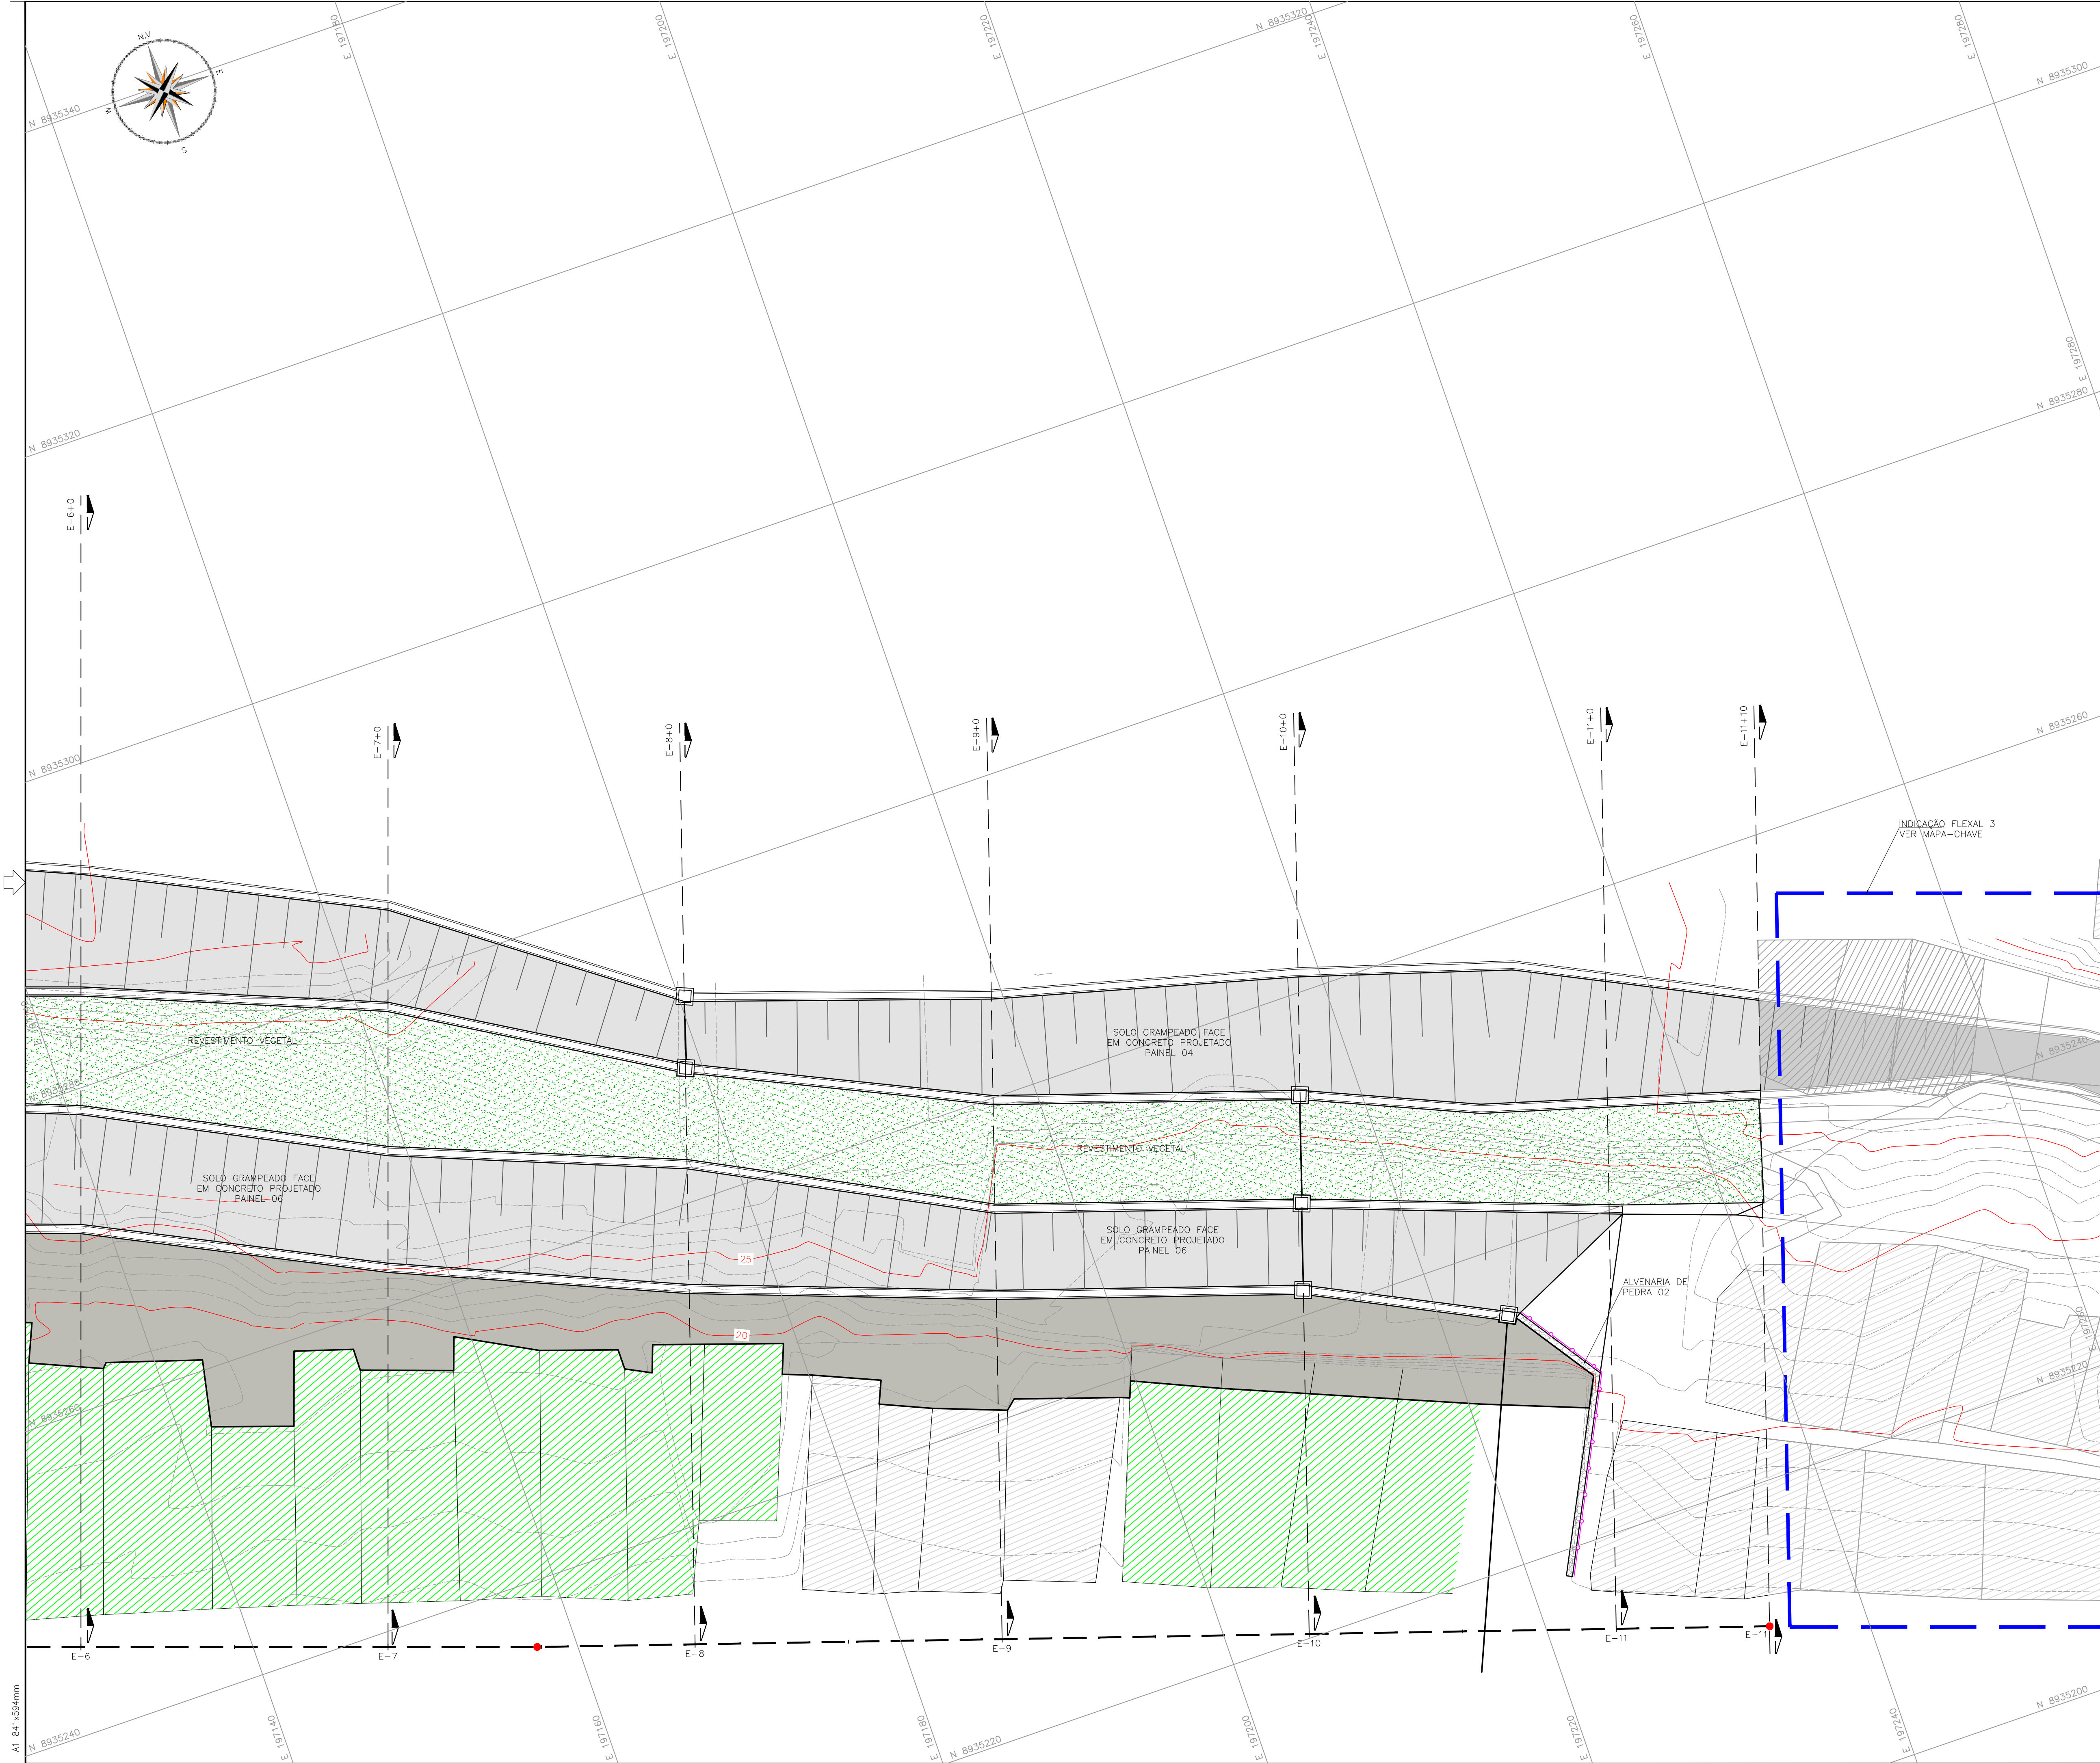 E 197180
E 197200
E 197220
N 8935320
E 197240
E 197260
E 197280
N.V
E
W
S
N 8935340
N 8935300
E 197280
N 8935280
N 8935320
E-6+0
E-7+0
E-8+0
E-9+0
E-10+0
E-11+0
E-11+10
N 8935260
N 8935300
INDICAÇÃO FLEXAL 3
VER MAPA-CHAVE
SOLO GRAMPEADO FACE
EM CONCRETO PROJETADO
PAINEL 04
REVESTIMENTO VEGETAL
N 8935240
N 8935280
REVESTIMENTO VEGETAL
SOLO GRAMPEADO FACE
EM CONCRETO PROJETADO
PAINEL 06
SOLO GRAMPEADO FACE
EM CONCRETO PROJETADO
PAINEL 06
25
ALVENARIA DE
PEDRA 02
20
E 197260
N 8935220
N 8935260
E-6
E-7
E-8
E-9
E-10
E-11
E-11
A1 841x594mm
N 8935240
E 197140
E 197160
E 197180
N 8935220
E 197200
E 197220
E 197240
N 8935200